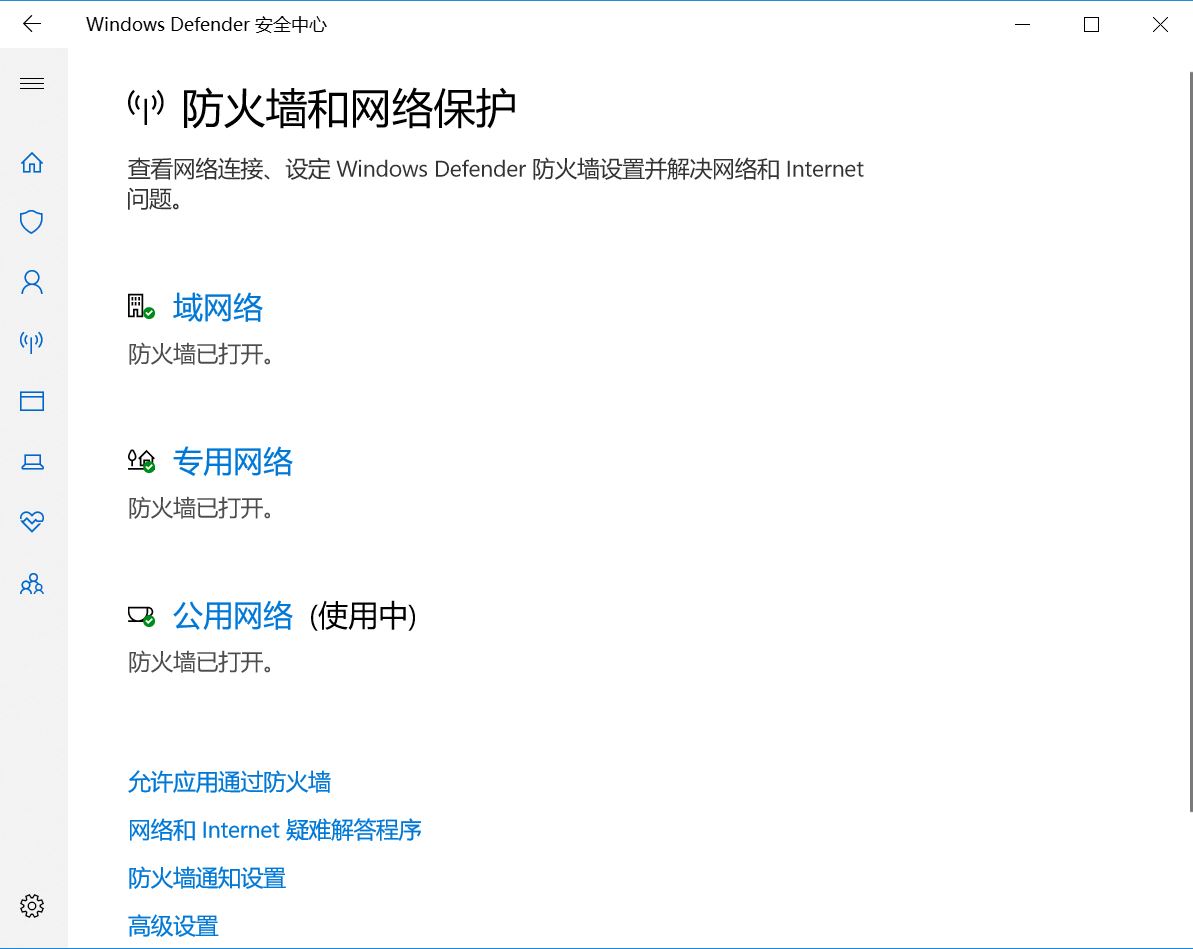 Windows Defender 安全中心
防火墙和网络保护
查看网络连接、设定 Windows Defender 防火墙设置并解决网络和 Internet
问题。
域网络
防火墙已打开。
专用网络
防火墙已打开。
公用网络 (使用中)
防火墙已打开。
允许应用通过防火墙
网络和 Internet 疑难解答程序
防火墙通知设置
高级设置